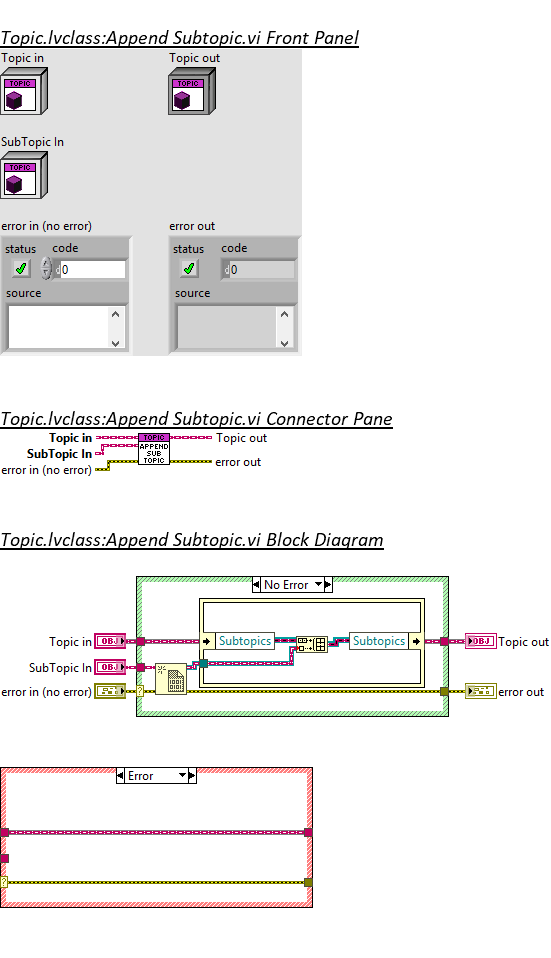 Topic.lvclass:Append Subtopic.vi Front Panel
Topic in Topic out
TOPIC TOPIC
SubTopic In
TOPIC
error in (no error) error out
status code status code
d 0 d 0
source source
Topic.lvclass:Append Subtopic.vi Connector Pane
Topic in TOPIC Topic out
SubTopic In APPEND
SUB
error in (no error) TOPIC error out
Topic.lvclass:Append Subtopic.vi Block Diagram
No Error
Topic in OBJ Subtopics Subtopics OBJ Topic out
SubTopic In OBJ
error in (no error) ? error out
Error
?